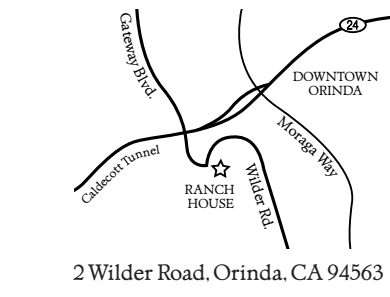 Gateway Blvd.
24
DOWNTOWN
ORINDA
Moraga Way
Caldecott Tunnel
RANCH
HOUSE
Wilder Rd.
2 Wilder Road, Orinda, CA 94563